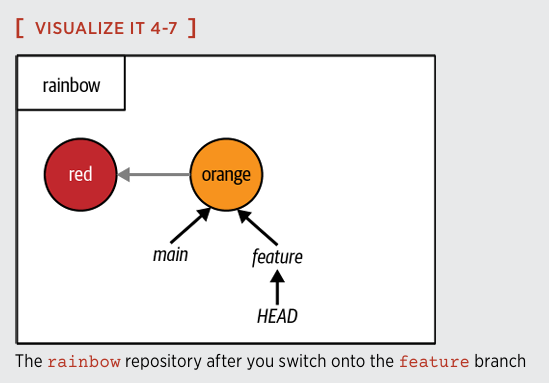 [ VISUALIZE IT 4-7 ]
rainbow
red
orange
main
feature
HEAD
The rainbow repository after you switch onto the feature branch